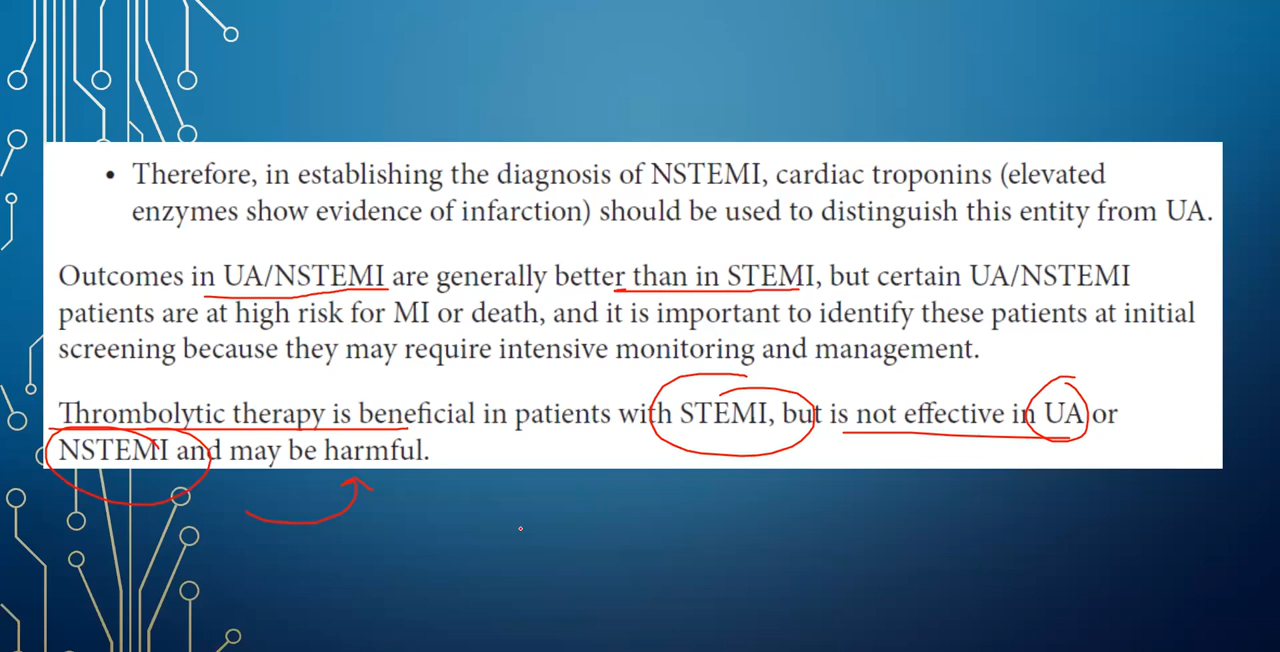 • Therefore, in establishing the diagnosis of NSTEMI, cardiac troponins (elevated
enzymes show evidence of infarction) should be used to distinguish this entity from UA.
Outcomes in UA/NSTEMI are generally better than in STEMI, but certain UA/NSTEMI
patients are at high risk for MI or death, and it is important to identify these patients at initial
screening because they may require intensive monitoring and management.
Thrombolytic therapy is beneficial in patients with STEMI, but is not effective in UA or
NSTEMI and may be harmful.